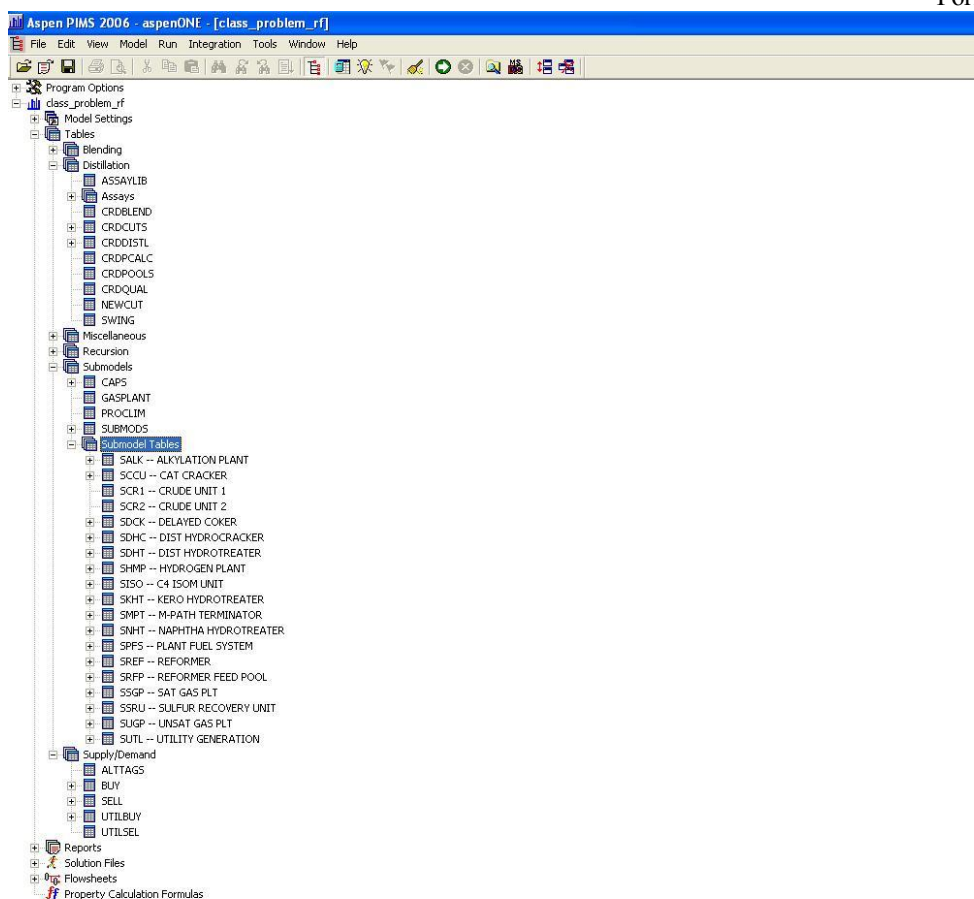 Aspen PIMS 2006 - aspenONE - [class_problem_rf]
File Edit View Model Run Integration Tools Window Help
Program Options
class_problem_rf
Model Settings
Tables
Blending
Distillation
ASSAYLIB
Assays
CRDBLEND
CRDCUTS
CRDDISTL
CRDPCALC
CRDPOOLS
CRDQUAL
NEWCUT
SWING
Miscellaneous
Recursion
Submodels
CAPS
GASPLANT
PROCLIM
SUBMODS
Submodel Tables
SALK -- ALKYLATION PLANT
SCCU -- CAT CRACKER
SCR1 -- CRUDE UNIT 1
SCR2 -- CRUDE UNIT 2
SDCK -- DELAYED COKER
SDHC -- DIST HYDROCRACKER
SDHT -- DIST HYDROTREATER
SHMP -- HYDROGEN PLANT
SISO -- C4 ISOM UNIT
SKHT -- KERO HYDROTREATER
SMPT -- M-PATH TERMINATOR
SNHT -- NAPHTHA HYDROTREATER
SPFS -- PLANT FUEL SYSTEM
SREF -- REFORMER
SRFP -- REFORMER FEED POOL
SSGP -- SAT GAS PLT
SSRU -- SULFUR RECOVERY UNIT
SUGP -- UNSAT GAS PLT
SUTL -- UTILITY GENERATION
Supply/Demand
ALTTAGS
BUY
SELL
UTILBUY
UTILSEL
Reports
Solution Files
Flowsheets
Property Calculation Formulas